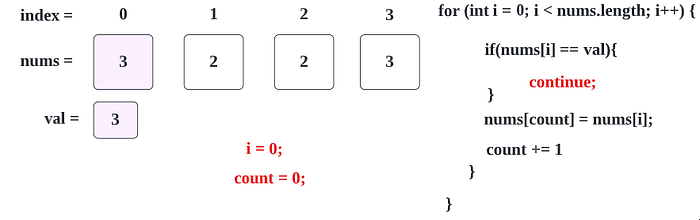 index = 0 1 2 3
nums = 3 2 2 3
val = 3
i = 0;
count = 0;
for (int i = 0; i < nums.length; i++) {
if(nums[i] == val){
continue;
}
nums[count] = nums[i];
count += 1
}
}